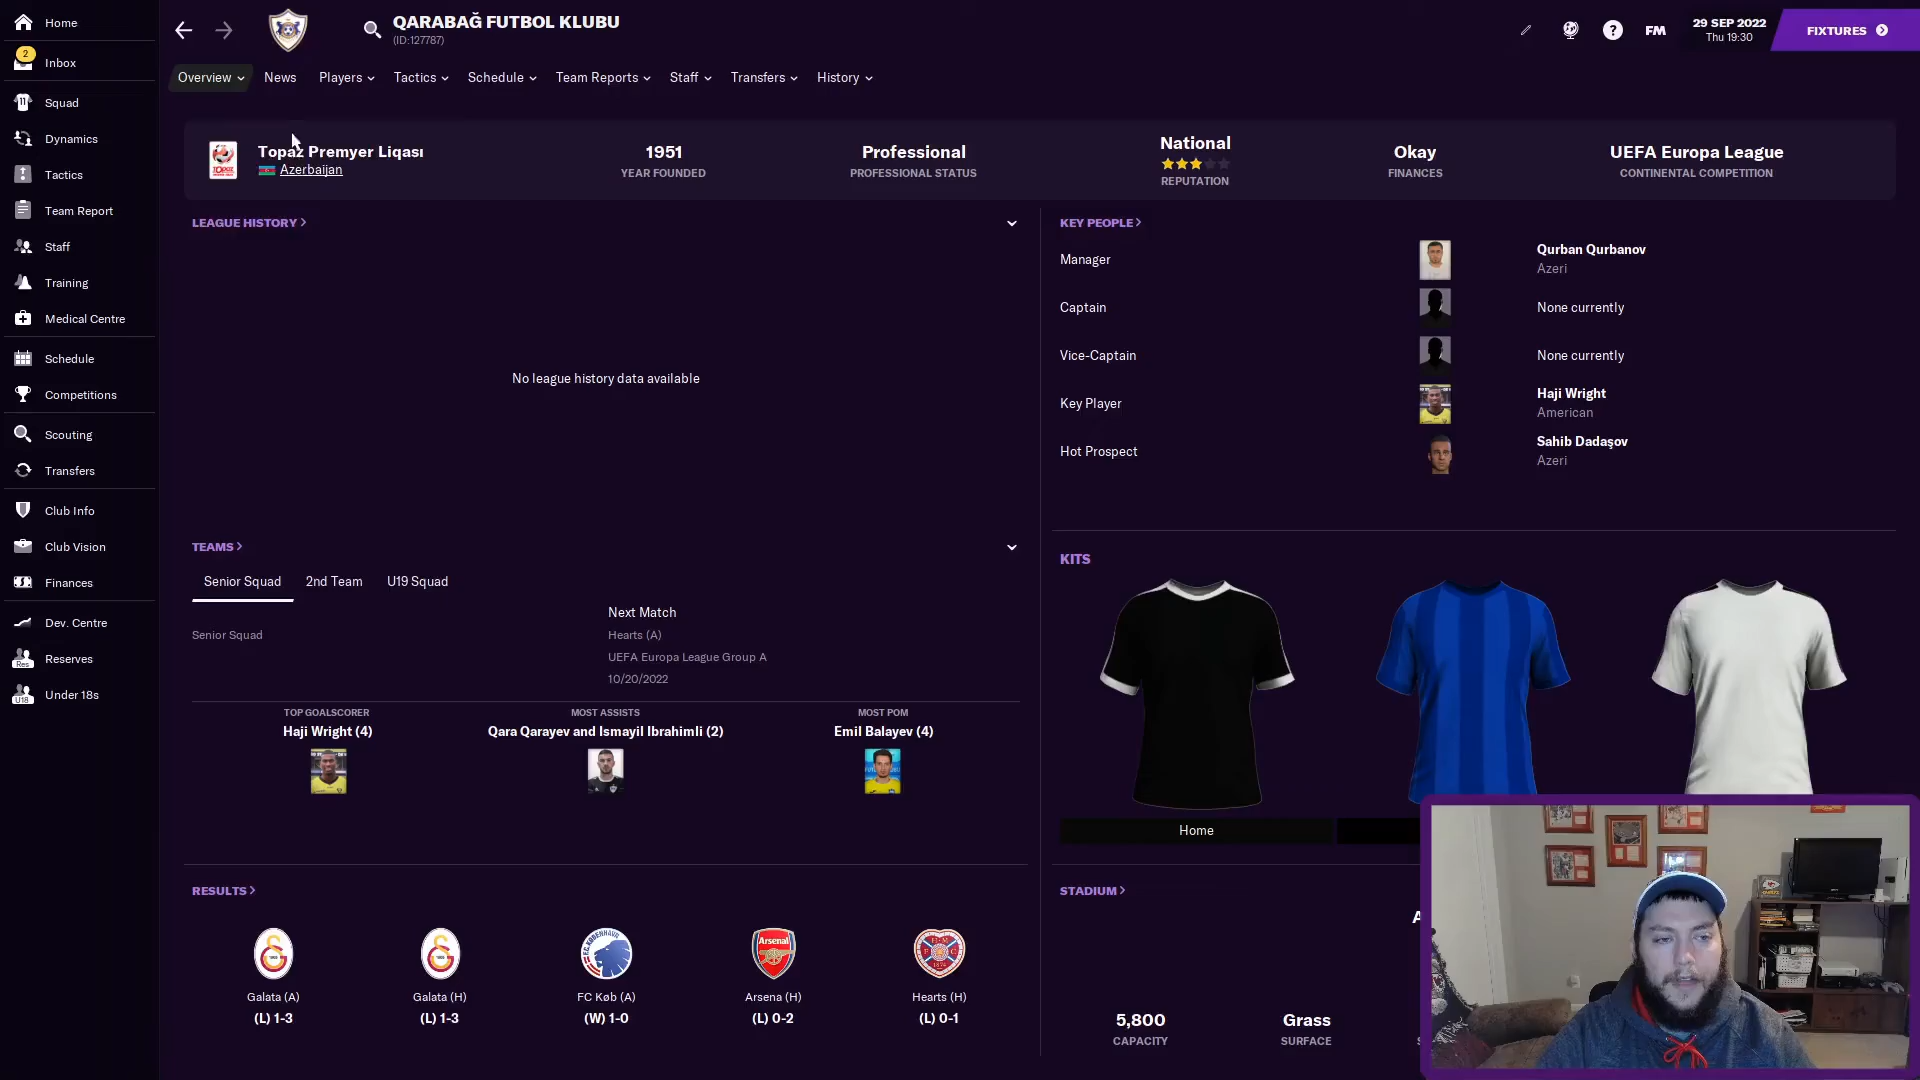 Home
2
Inbox
Squad
Dynamics
Tactics
Team Report
Staff
Training
Medical Centre
Schedule
Competitions
Scouting
Transfers
Club Info
Club Vision
Finances
Dev. Centre
Res
Reserves
U18
Under 18s
QARABAĞ FUTBOL KLUBU
(ID:127787)
?
FM
29 SEP 2022
Thu 19:30
FIXTURES
Overview
News
Players
Tactics
Schedule
Team Reports
Staff
Transfers
History
Topaz Premyer Liqası
Azerbaijan
1951
YEAR FOUNDED
Professional
PROFESSIONAL STATUS
National
REPUTATION
Okay
FINANCES
UEFA Europa League
CONTINENTAL COMPETITION
LEAGUE HISTORY >
No league history data available
KEY PEOPLE >
Manager
Qurban Qurbanov
Azeri
Captain
None currently
Vice-Captain
None currently
Key Player
Haji Wright
American
Hot Prospect
Sahib Dadaşov
Azeri
TEAMS >
Senior Squad
2nd Team
U19 Squad
Senior Squad
Next Match
Hearts (A)
UEFA Europa League Group A
10/20/2022
TOP GOALSCORER
Haji Wright (4)
MOST ASSISTS
Qara Qarayev and Ismayil Ibrahimli (2)
MOST POM
Emil Balayev (4)
KITS
Home
RESULTS >
Galata (A)
(L) 1-3
Galata (H)
(L) 1-3
FC Køb (A)
(W) 1-0
Arsenal
Arsena (H)
(L) 0-2
Hearts (H)
(L) 0-1
STADIUM >
A
5,800
CAPACITY
Grass
SURFACE
S